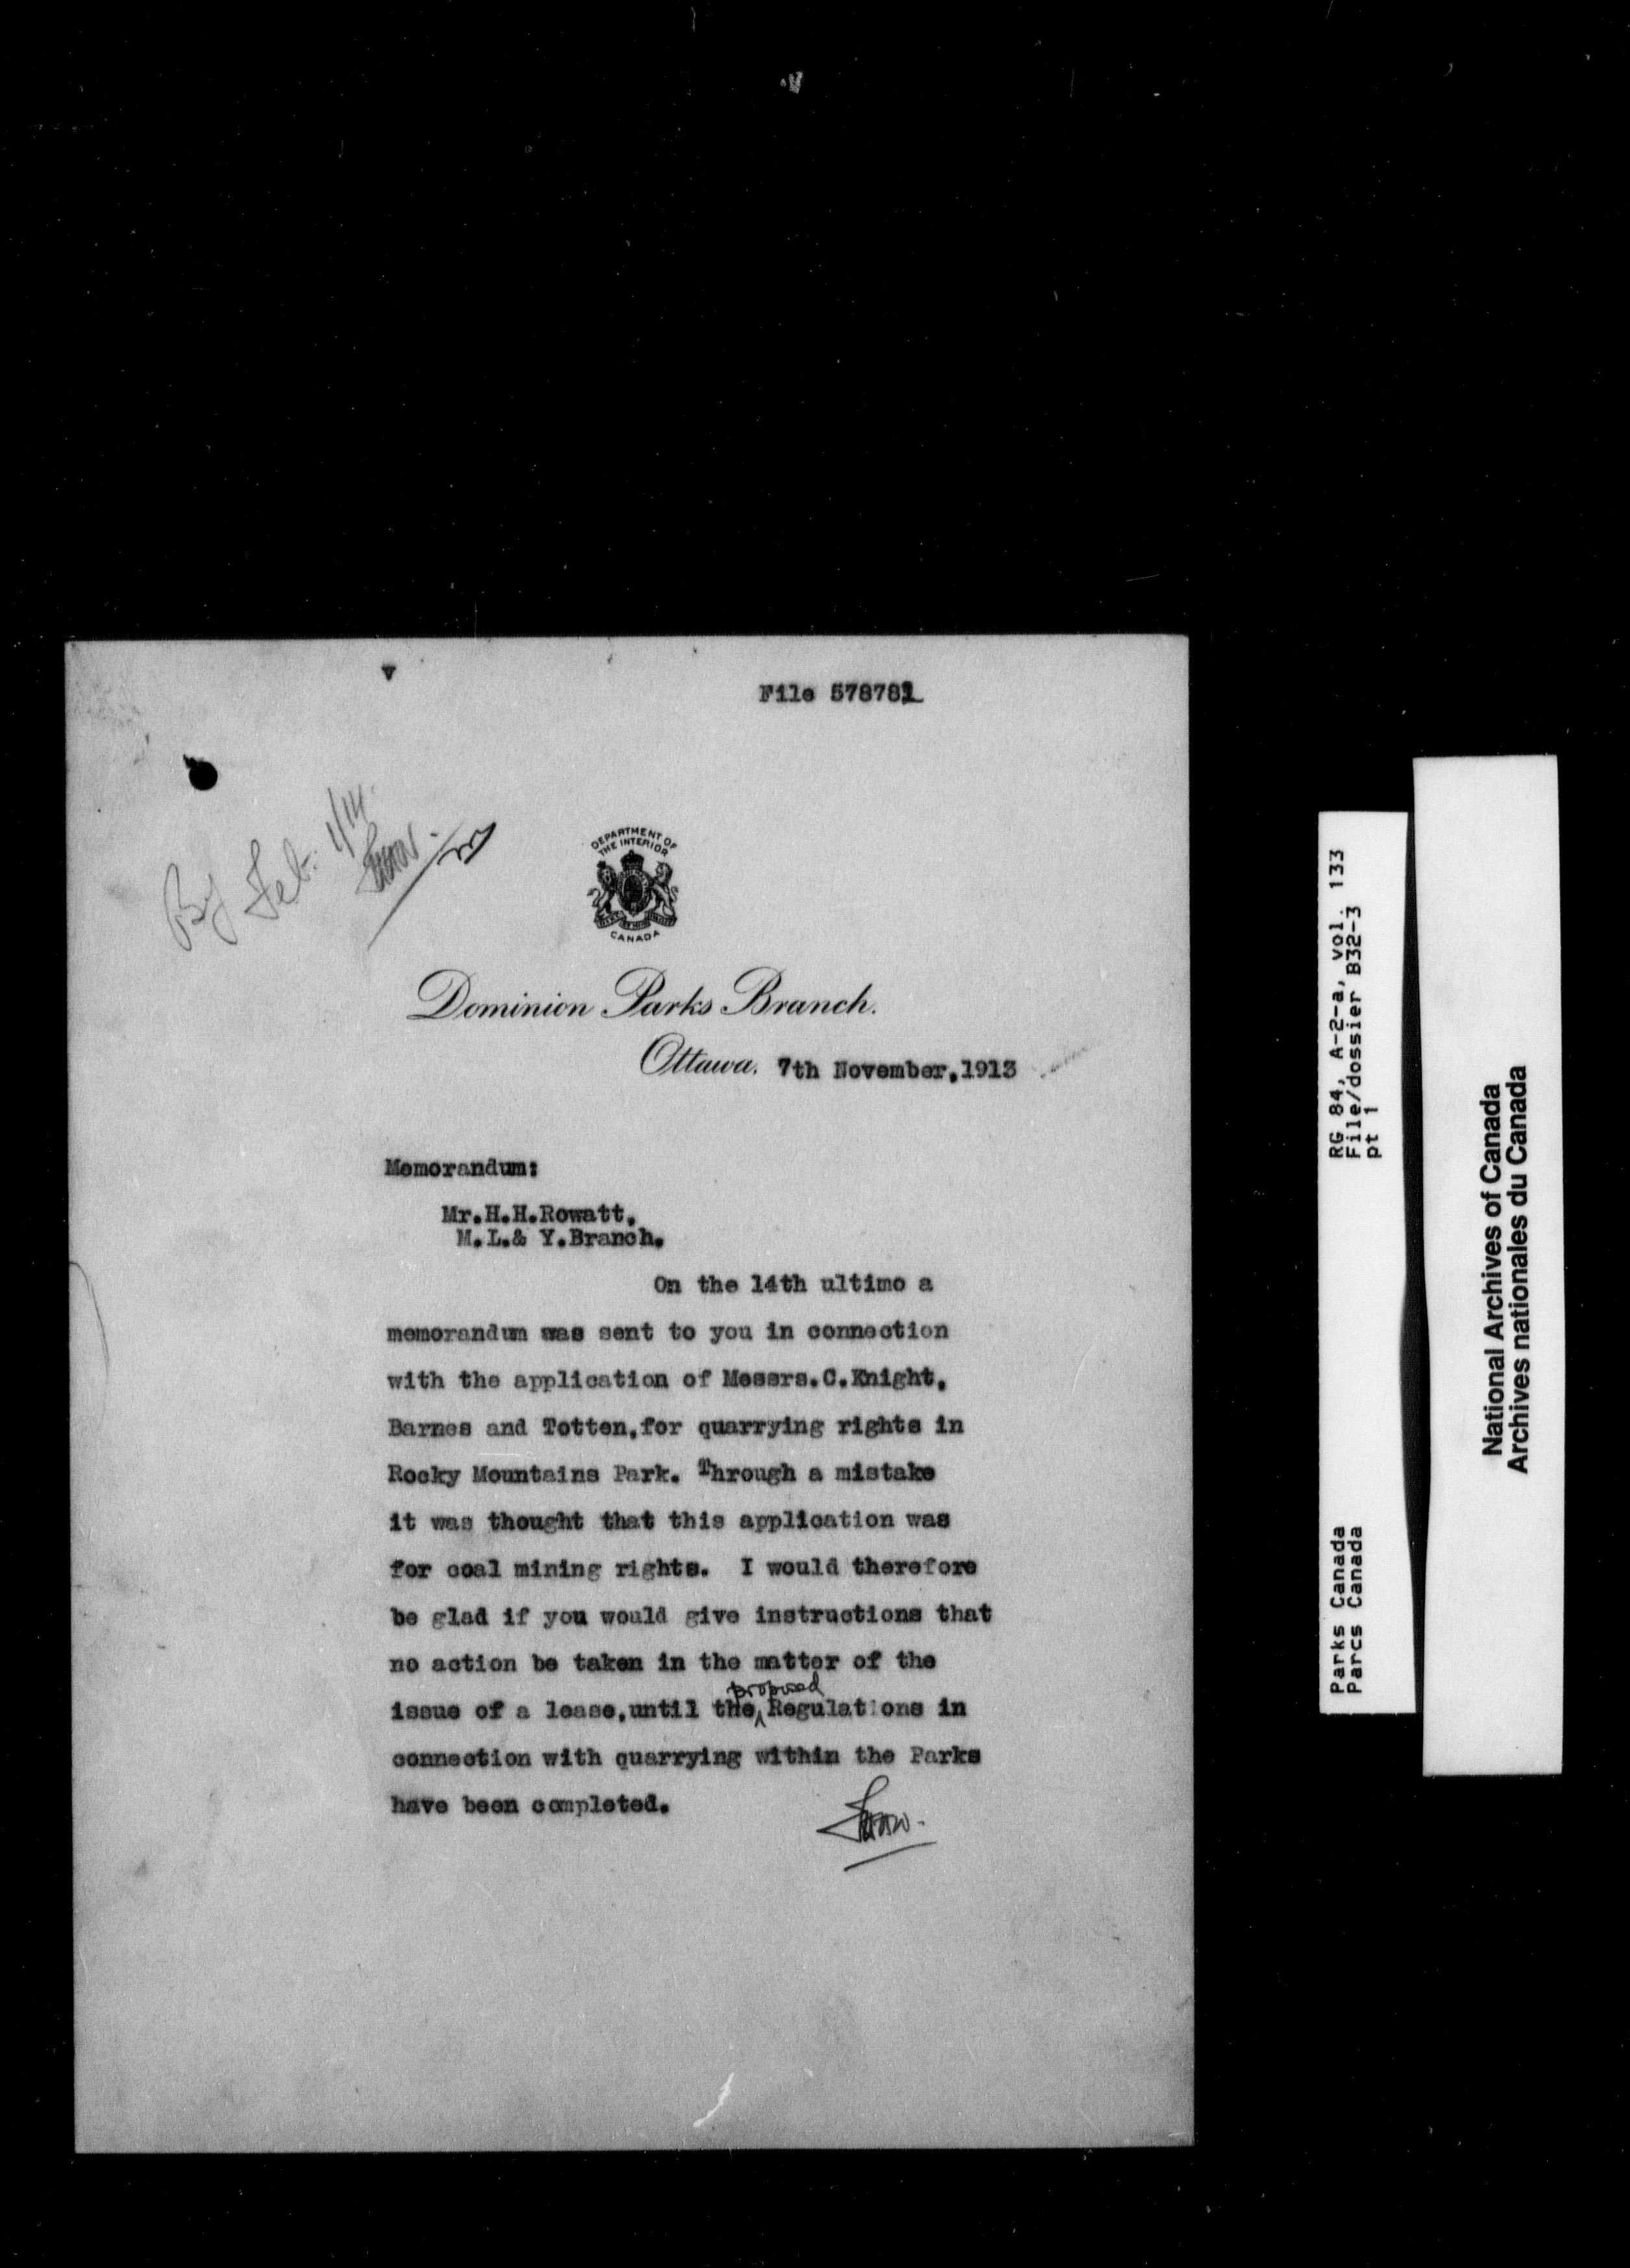 File 578781
By Feb. 1/14.
DEPARTMENT OF
THE INTERIOR
CANADA
Dominion Parks Branch.
Ottawa. 7th November, 1913
Memorandum:
Mr.H.H.Rowatt,
M.L.& Y.Branch.
On the 14th ultimo a
memorandum was sent to you in connection
with the application of Messrs.C.Knight,
Barnes and Totten,for quarrying rights in
Rocky Mountains Park. Through a mistake
it was thought that this application was
for coal mining rights. I would therefore
be glad if you would give instructions that
no action be taken in the matter of the
issue of a lease,until the proposed Regulations in
connection with quarrying within the Parks
have been completed.
RG 84, A-2-a, vol. 133
File/dossier B32-3
pt 1
Parks Canada
Parcs Canada
National Archives of Canada
Archives nationales du Canada